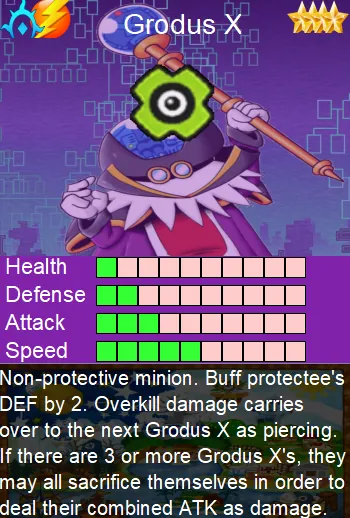 Grodus X
Health
Defense
Attack
Speed
Non-protective minion. Buff protectee's
DEF by 2. Overkill damage carries
over to the next Grodus X as piercing.
If there are 3 or more Grodus X's, they
may all sacrifice themselves in order to
deal their combined ATK as damage.